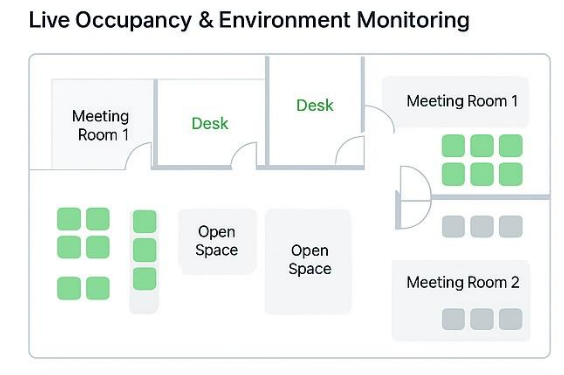 Live Occupancy & Environment Monitoring
Meeting
Room 1
Desk
Desk
Meeting Room 1
Open
Space
Open
Space
Meeting Room 2